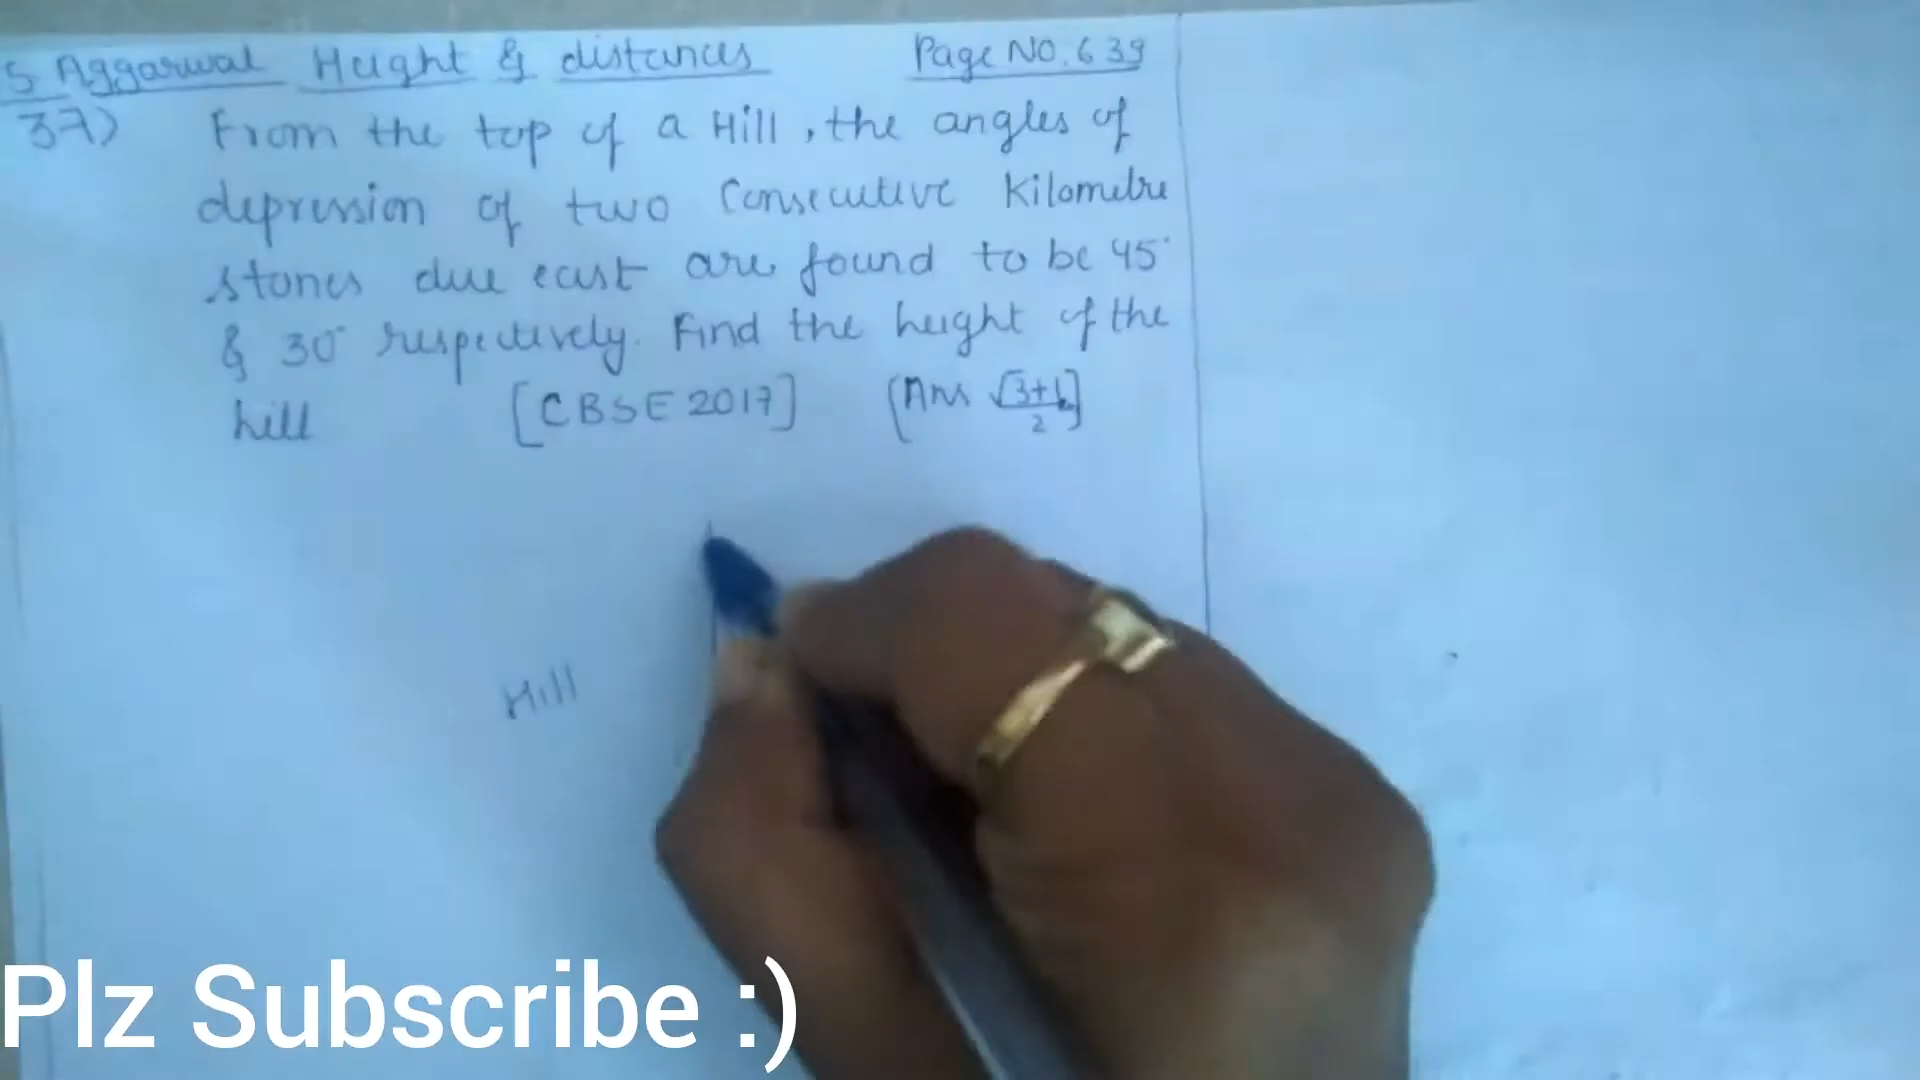 S Aggarwal Height & distances Page No. 639
37) From the top of a Hill, the angles of
depression of two Consecutive Kilometre
stones due east are found to be 45°
& 30° respectively. Find the height of the
hill [CBSE 2017] [Ans √3+1/2]
Hill
Plz Subscribe :)